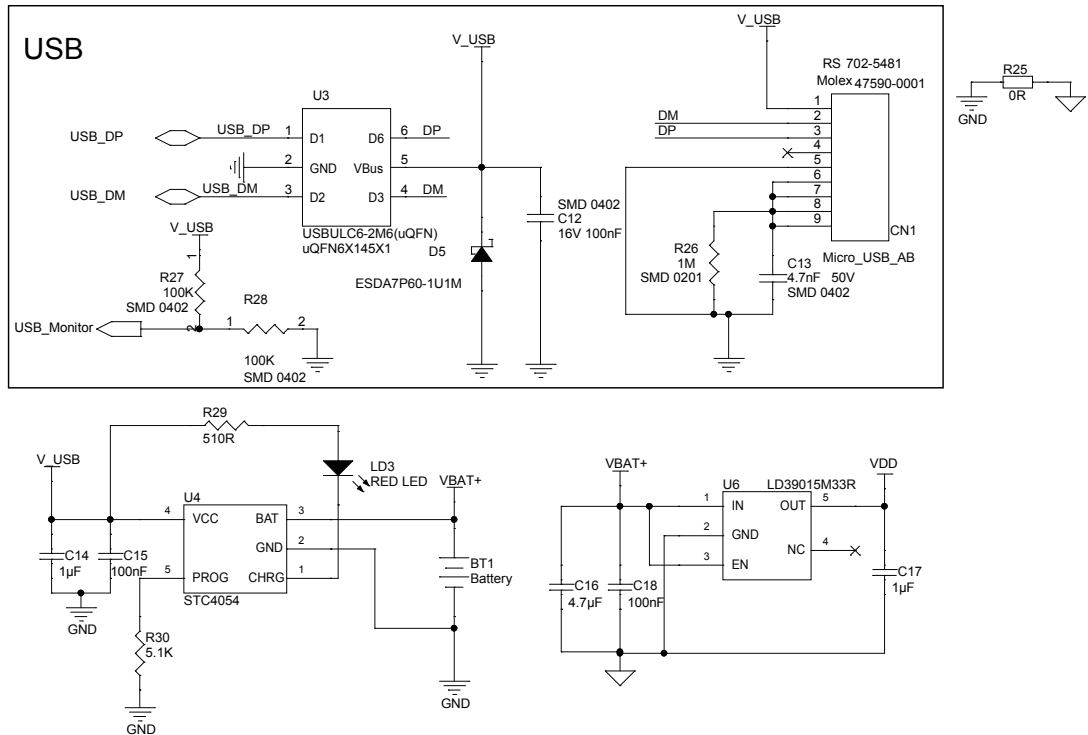 USB
V_USB
V_USB
RS 702-5481
Molex 47590-0001
R25
0R
GND
U3
USB_DP
USB_DP
1
D1
D6
6
DP
2
GND
VBus
5
USB_DM
USB_DM
3
D2
D3
4
DM
USBULC6-2M6(uQFN)
uQFN6X145X1
D5
ESDA7P60-1U1M
SMD 0402
C12
16V 100nF
DM
DP
1
2
3
4
5
6
7
8
9
CN1
Micro_USB_AB
R26
1M
SMD 0201
C13
4.7nF 50V
SMD 0402
V_USB
1
R27
100K
SMD 0402
2
USB_Monitor
R28
1
2
100K
SMD 0402
R29
510R
V_USB
LD3
RED LED
VBAT+
U4
4
VCC
BAT
3
GND
2
5
PROG
CHRG
1
STC4054
C14
1µF
C15
100nF
GND
R30
5.1K
GND
BT1
Battery
GND
VBAT+
U6
LD39015M33R
VDD
1
IN
OUT
5
2
GND
3
EN
NC
4
C16
4.7µF
C18
100nF
C17
1µF